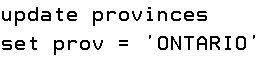 update provinces
set prov = 'ONTARIO'